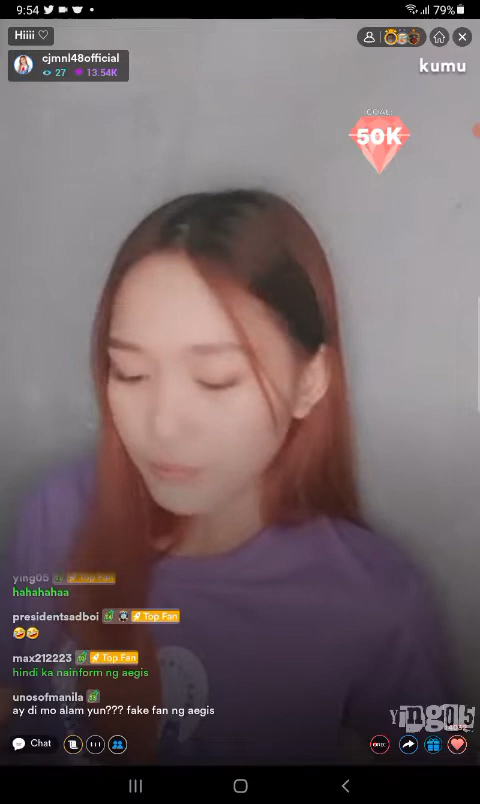 9:54
79%
Hiiii ♡
cjmnl48official
27
13.54K
kumu
GOAL:
50K
ying05 Top Fan
hahahahaa
presidentsadboi Top Fan
🤣🤣
max212223 Top Fan
hindi ka nainform ng aegis
unosofmanila
ay di mo alam yun??? fake fan ng aegis
Ying05
Chat